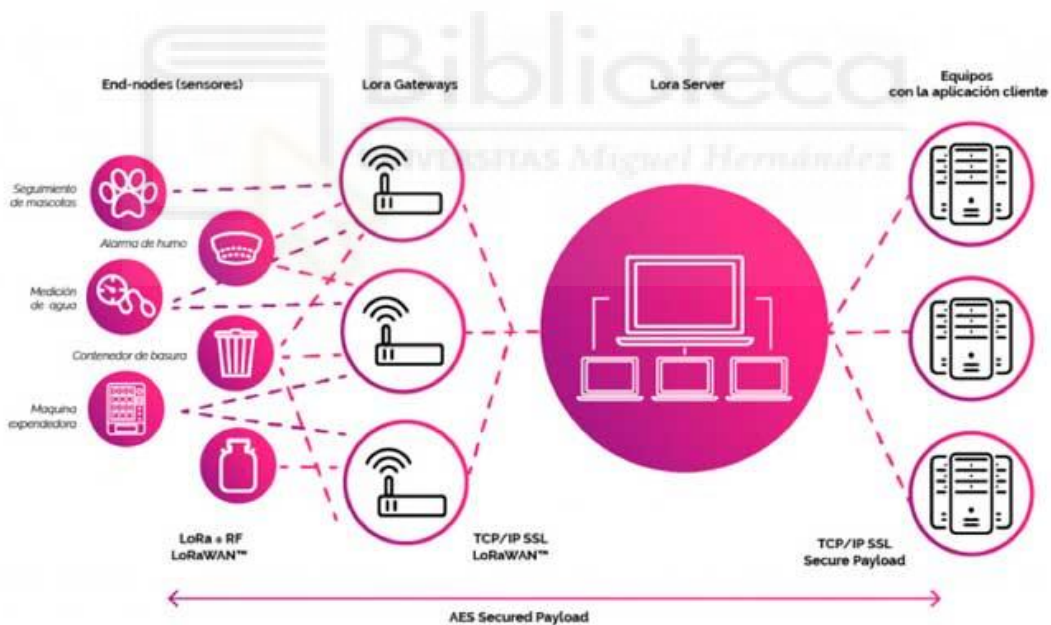 Biblioteca
UNIVERSITAS Miguel Hernández
End-nodes (sensores)
Lora Gateways
Lora Server
Equipos
con la aplicación cliente
Seguimiento
de mascotas
Alarma de humo
Medición
de agua
Contenedor de basura
Maquina
expendedora
LoRa + RF
LoRaWAN™
TCP/IP SSL
LoRaWAN™
TCP/IP SSL
Secure Payload
AES Secured Payload